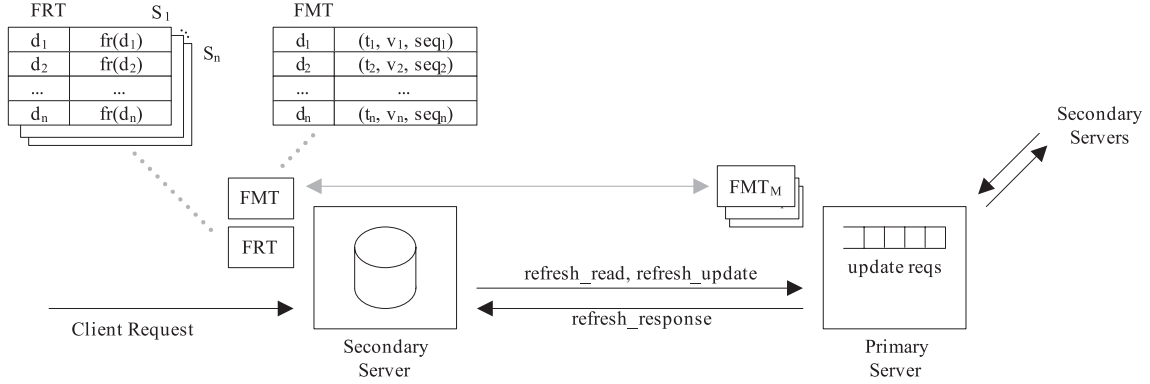 FRT
S1
FMT
Sn
d1 fr(d1)
d2 fr(d2)
... ...
dn fr(dn)
d1 (t1, v1, seq1)
d2 (t2, v2, seq2)
... ...
dn (tn, vn, seqn)
Secondary
Servers
FMT
FMTM
FRT
update reqs
refresh_read, refresh_update
refresh_response
Client Request
Secondary
Server
Primary
Server